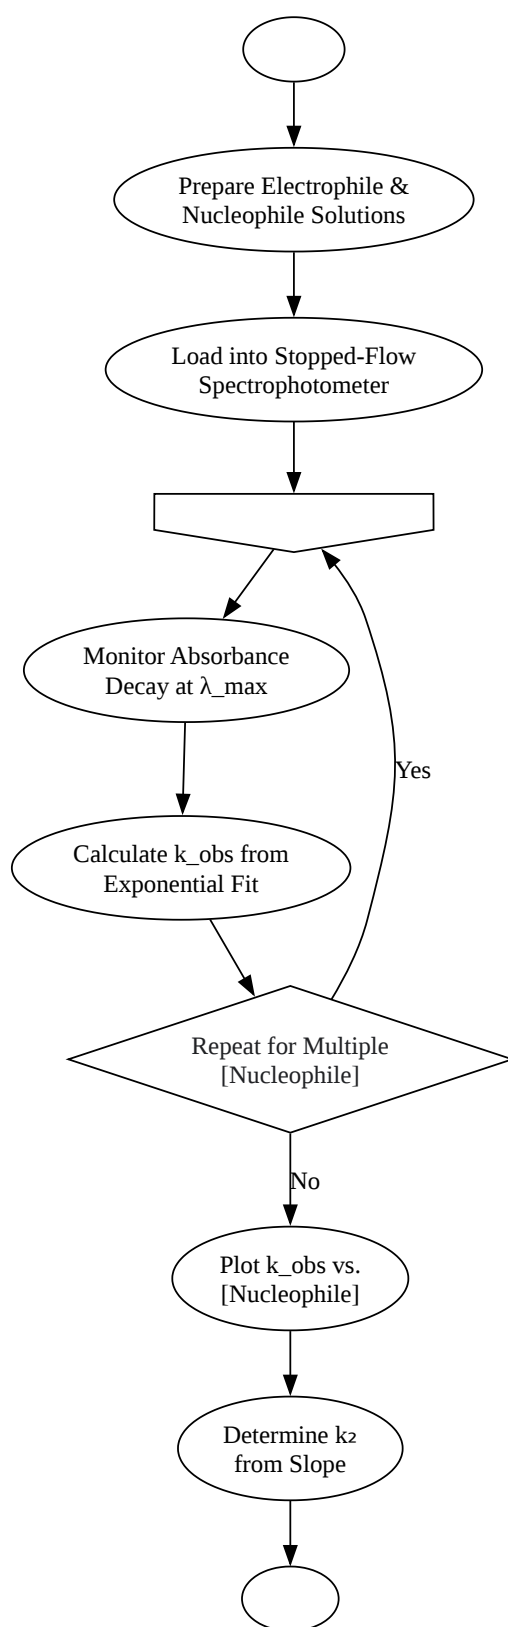 Prepare Electrophile &
Nucleophile Solutions
Load into Stopped-Flow
Spectrophotometer
Monitor Absorbance
Decay at λ_max
Yes
Calculate k_obs from
Exponential Fit
Repeat for Multiple
[Nucleophile]
No
Plot k_obs vs.
[Nucleophile]
Determine k₂
from Slope